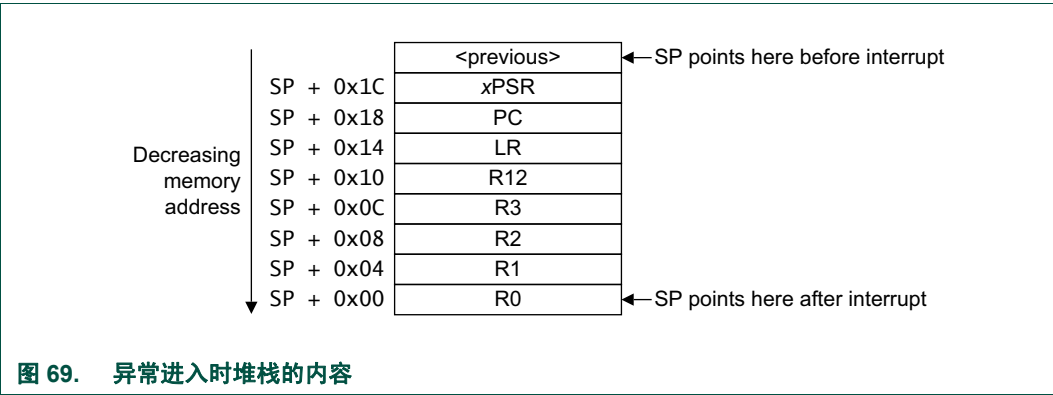 <previous>
SP points here before interrupt
SP + 0x1C xPSR
SP + 0x18 PC
SP + 0x14 LR
SP + 0x10 R12
SP + 0x0C R3
SP + 0x08 R2
SP + 0x04 R1
SP + 0x00 R0
SP points here after interrupt
Decreasing
memory
address
图 69. 异常进入时堆栈的内容